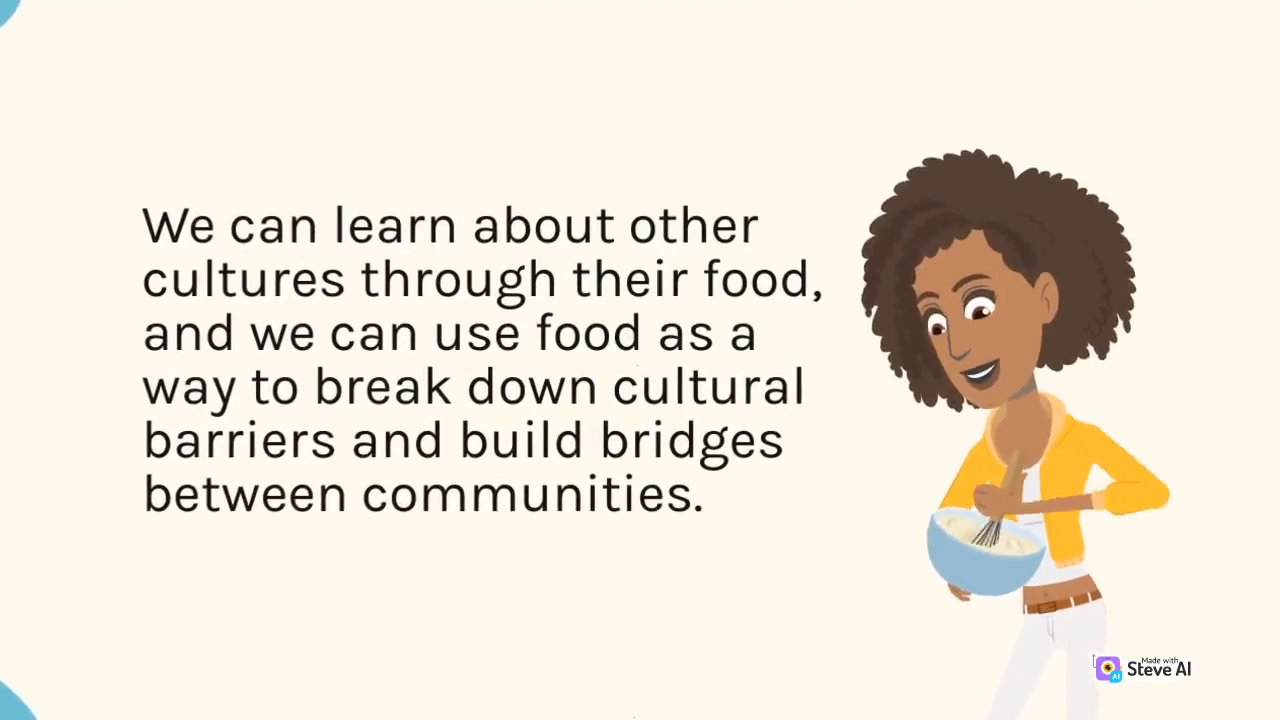 We can learn about other
cultures through their food,
and we can use food as a
way to break down cultural
barriers and build bridges
between communities.
Made with
Steve AI
AI